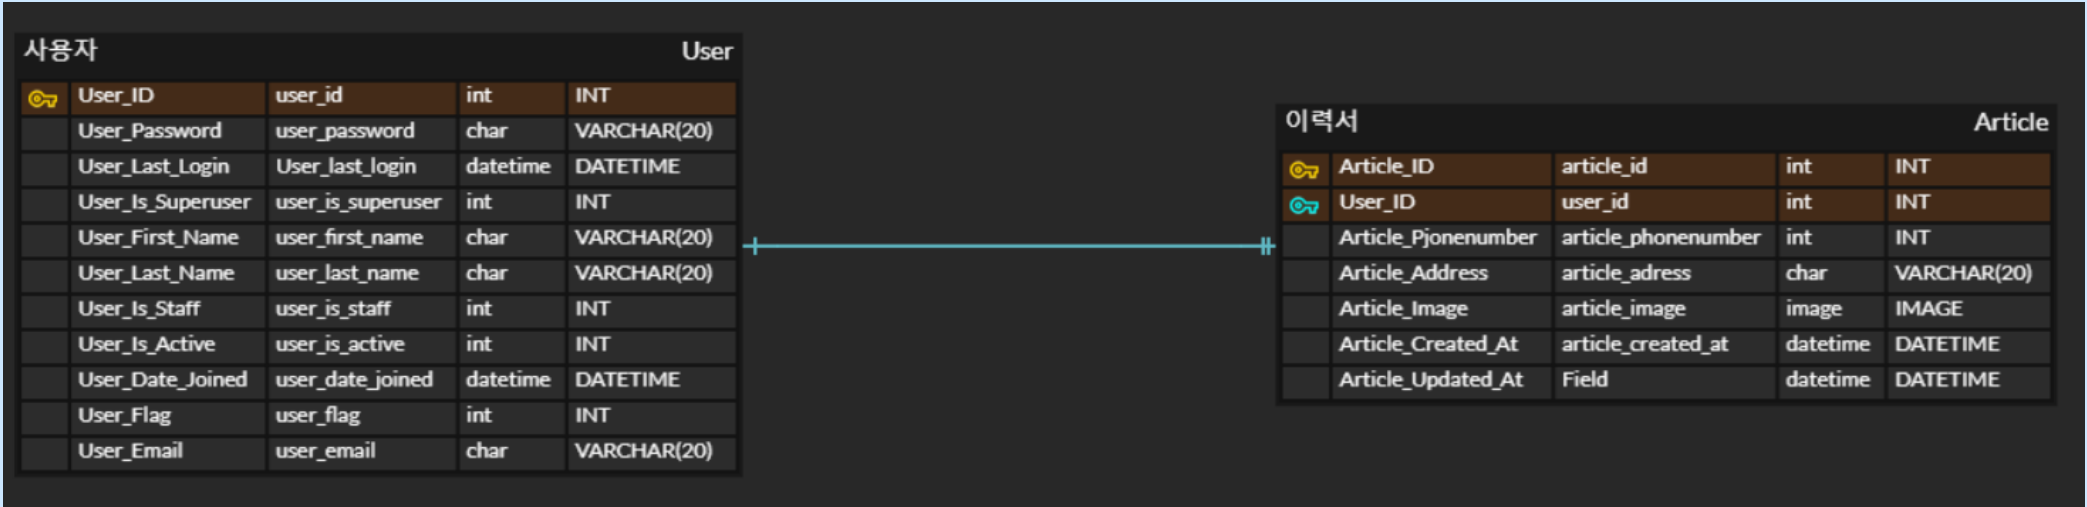 사용자 User
User_ID user_id int INT
User_Password user_password char VARCHAR(20)
User_Last_Login User_last_login datetime DATETIME
User_Is_Superuser user_is_superuser int INT
User_First_Name user_first_name char VARCHAR(20)
User_Last_Name user_last_name char VARCHAR(20)
User_Is_Staff user_is_staff int INT
User_Is_Active user_is_active int INT
User_Date_Joined user_date_joined datetime DATETIME
User_Flag user_flag int INT
User_Email user_email char VARCHAR(20)
이력서 Article
Article_ID article_id int INT
User_ID user_id int INT
Article_Pjonenumber article_phonenumber int INT
Article_Address article_adress char VARCHAR(20)
Article_Image article_image image IMAGE
Article_Created_At article_created_at datetime DATETIME
Article_Updated_At Field datetime DATETIME